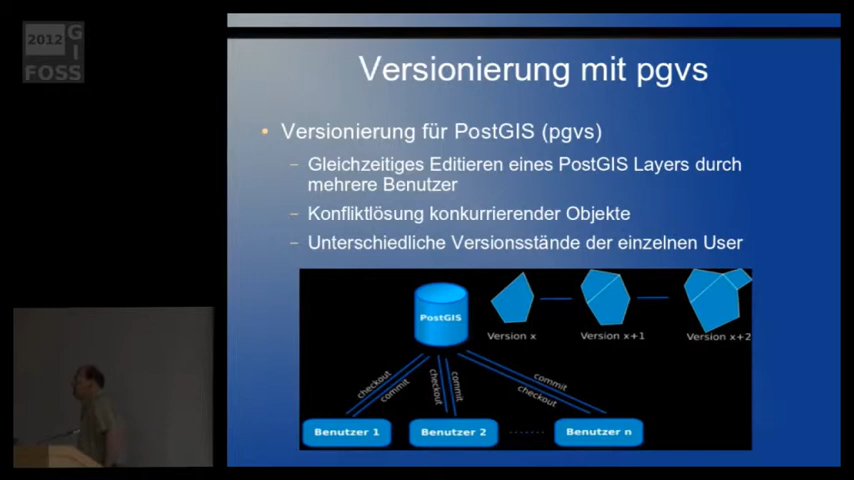 2012
GI
FOSS
Versionierung mit pgvs
Versionierung für PostGIS (pgvs)
Gleichzeitiges Editieren eines PostGIS Layers durch
mehrere Benutzer
Konfliktlösung konkurrierender Objekte
Unterschiedliche Versionsstände der einzelnen User
PostGIS
Version x
Version x+1
Version x+2
checkout
commit
checkout
commit
commit
checkout
Benutzer 1
Benutzer 2
Benutzer n